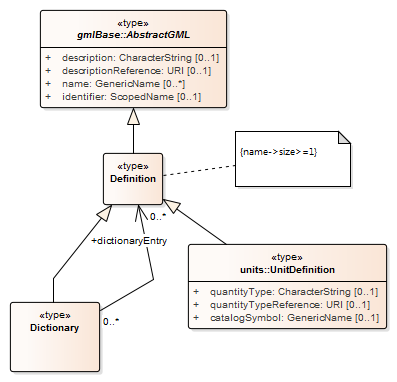 «type»
gmlBase::AbstractGML
+ description: CharacterString [0..1]
+ descriptionReference: URI [0..1]
+ name: GenericName [0..*]
+ identifier: ScopedName [0..1]
«type»
Definition
{name->size>=1}
0..*
+dictionaryEntry
«type»
units::UnitDefinition
+ quantityType: CharacterString [0..1]
+ quantityTypeReference: URI [0..1]
+ catalogSymbol: GenericName [0..1]
«type»
Dictionary
0..*